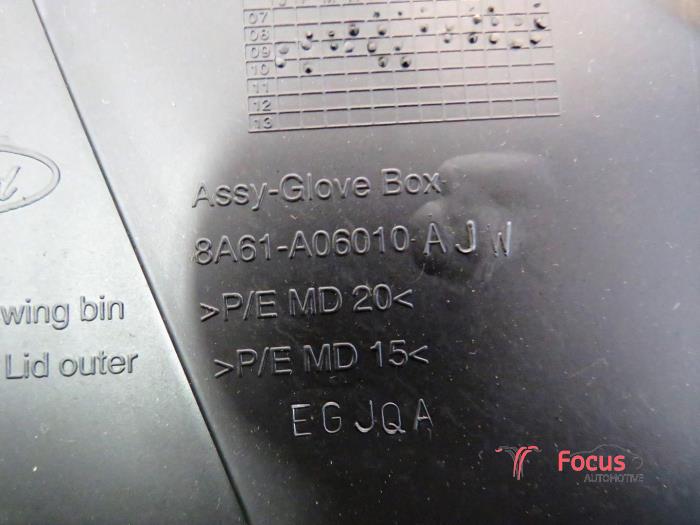 07
08
09
10
11
12
13
Assy-Glove Box
8A61-A06010 AJW
wing bin
>P/E MD 20<
Lid outer
>P/E MD 15<
EGJQA
Focus
AUTOMOTIVE